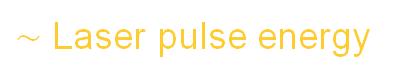 ~ Laser pulse energy